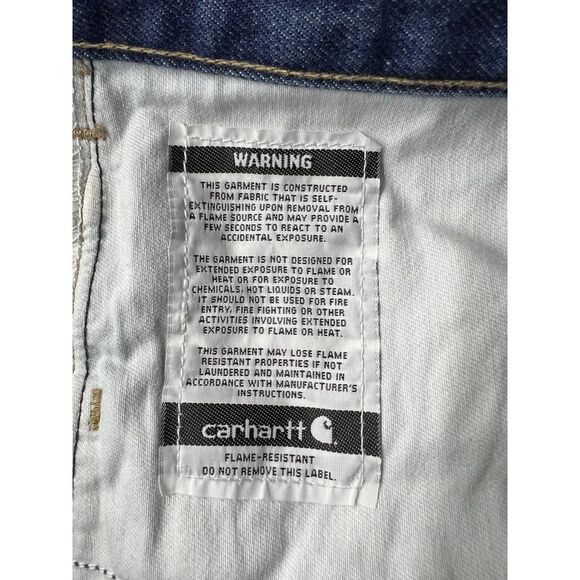 WARNING
THIS GARMENT IS CONSTRUCTED
FROM FABRIC THAT IS SELF-
EXTINGUISHING UPON REMOVAL FROM
A FLAME SOURCE AND MAY PROVIDE A
FEW SECONDS TO REACT TO AN
ACCIDENTAL EXPOSURE.
THE GARMENT IS NOT DESIGNED FOR
EXTENDED EXPOSURE TO FLAME OR
HEAT OR FOR EXPOSURE TO
CHEMICALS, HOT LIQUIDS OR STEAM.
IT SHOULD NOT BE USED FOR FIRE
ENTRY, FIRE FIGHTING OR OTHER
ACTIVITIES INVOLVING EXTENDED
EXPOSURE TO FLAME OR HEAT.
THIS GARMENT MAY LOSE FLAME
RESISTANT PROPERTIES IF NOT
LAUNDERED AND MAINTAINED IN
ACCORDANCE WITH MANUFACTURER'S
INSTRUCTIONS.
carhartt
FLAME-RESISTANT
DO NOT REMOVE THIS LABEL.